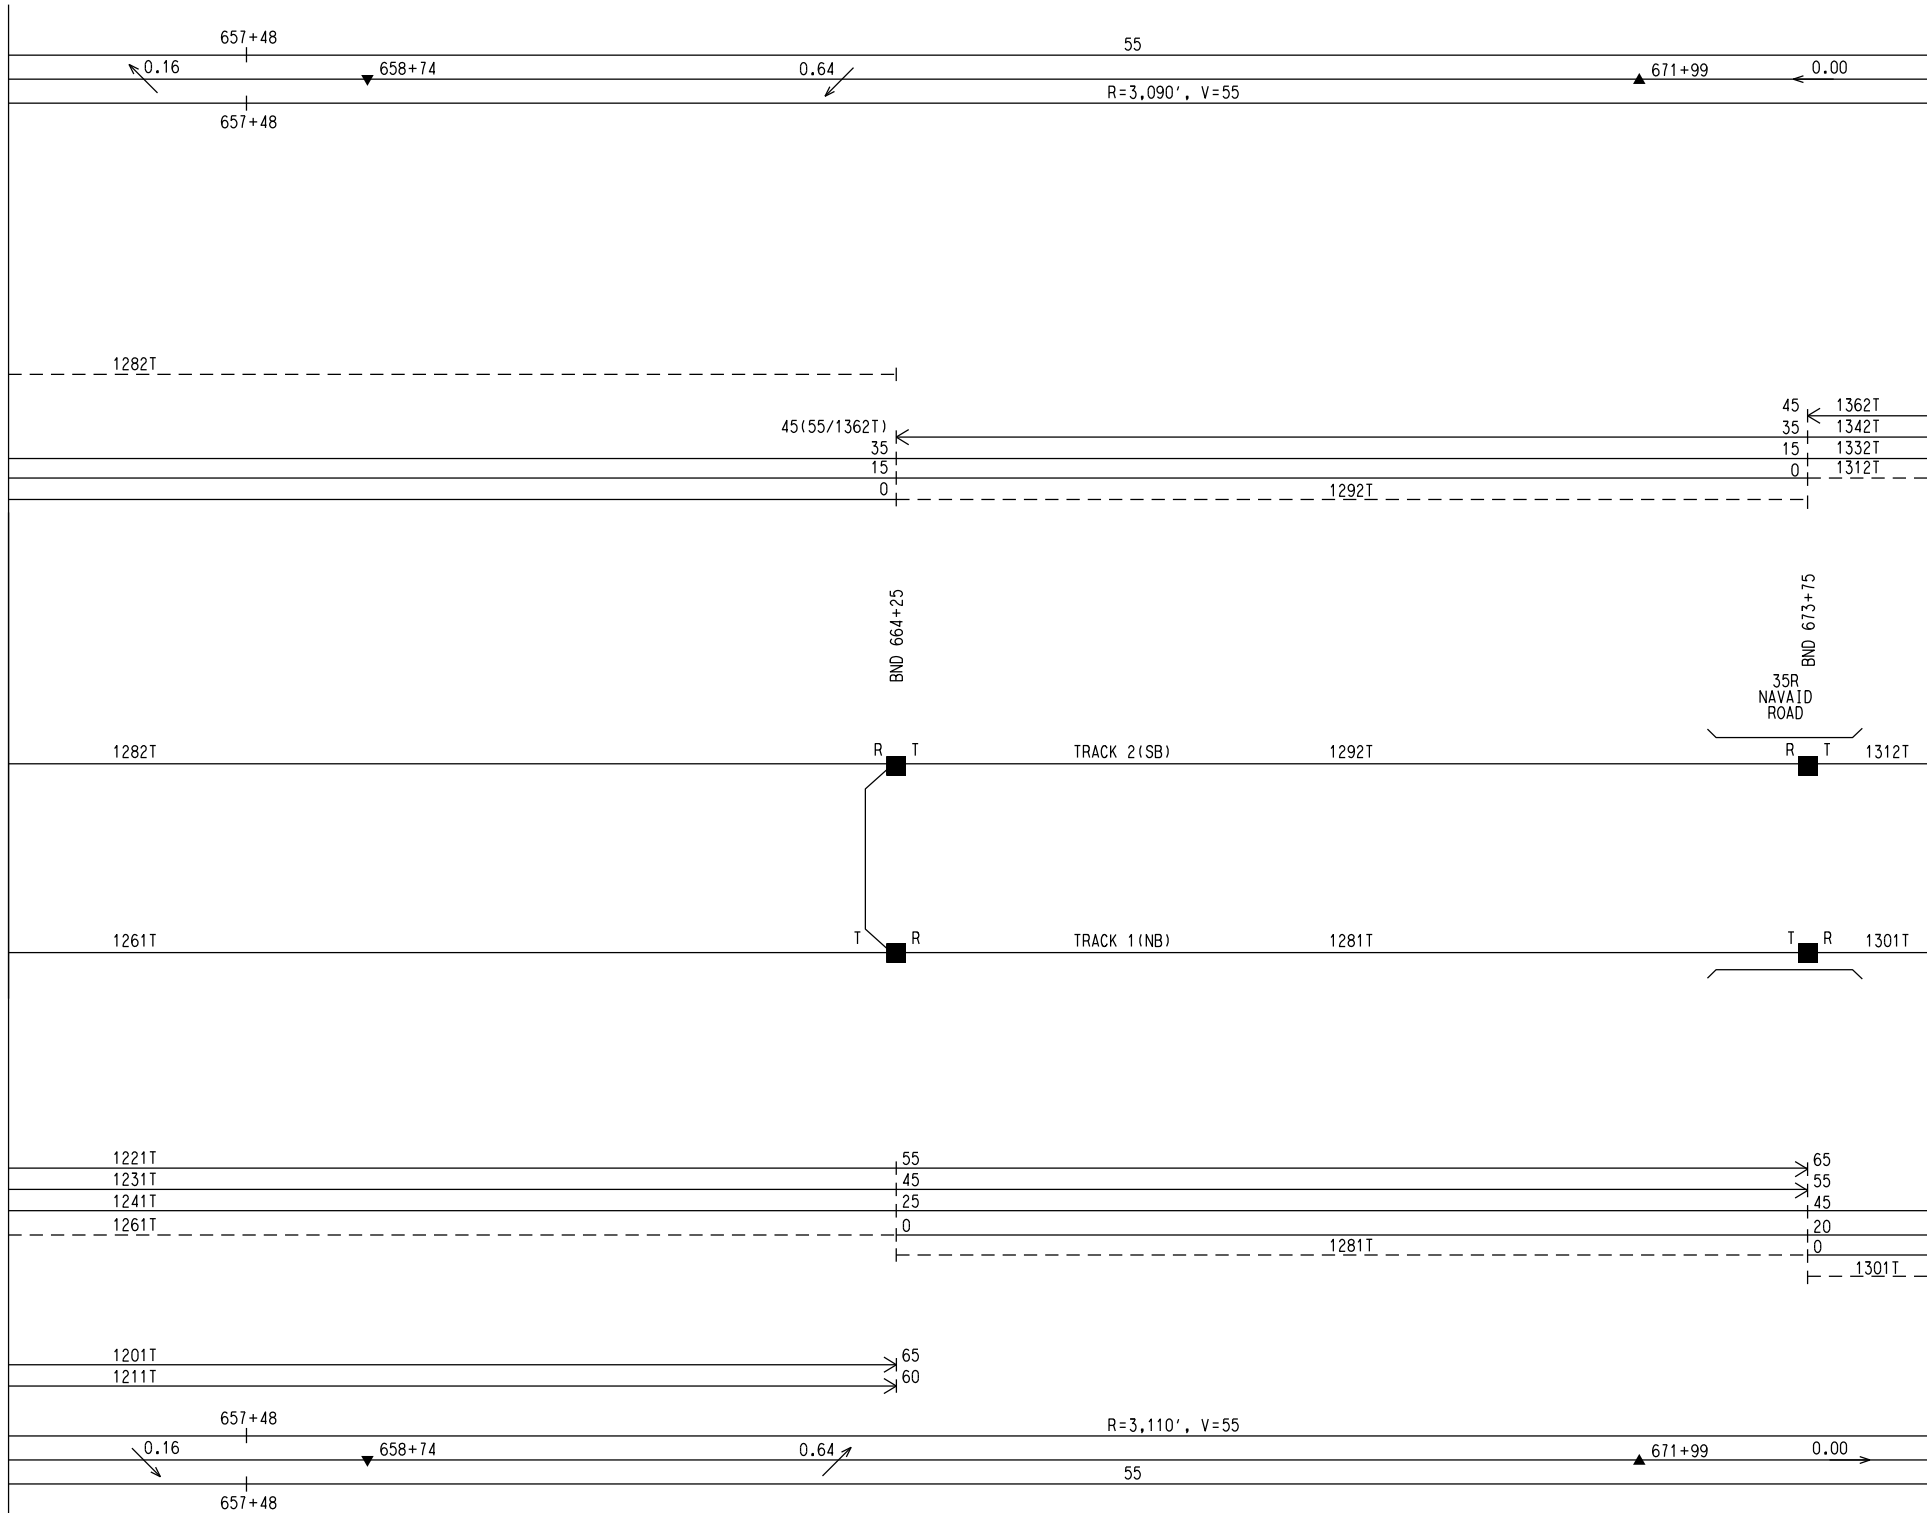 657+48
55
0.16
658+74
0.64
671+99
0.00
R=3,090', V=55
657+48
1282T
45
1362T
45(55/1362T)
35
1342T
35
15
1332T
15
0
1312T
0
1292T
BND 664+25
BND 673+75
35R
NAVAID
ROAD
1282T
R
T
TRACK 2(SB)
1292T
R
T
1312T
1261T
T
R
TRACK 1(NB)
1281T
T
R
1301T
1221T
55
65
1231T
45
55
1241T
25
45
1261T
0
20
1281T
0
1301T
1201T
65
1211T
60
657+48
R=3,110', V=55
0.16
658+74
0.64
671+99
0.00
55
657+48